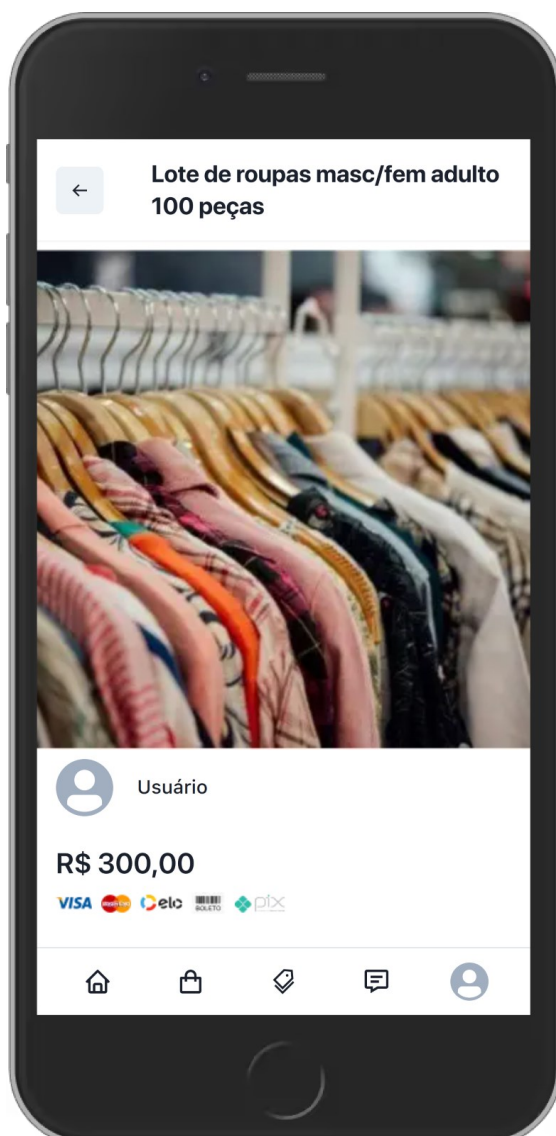 Lote de roupas masc/fem adulto
100 peças
Usuário
R$ 300,00
VISA elo BOLETO pix